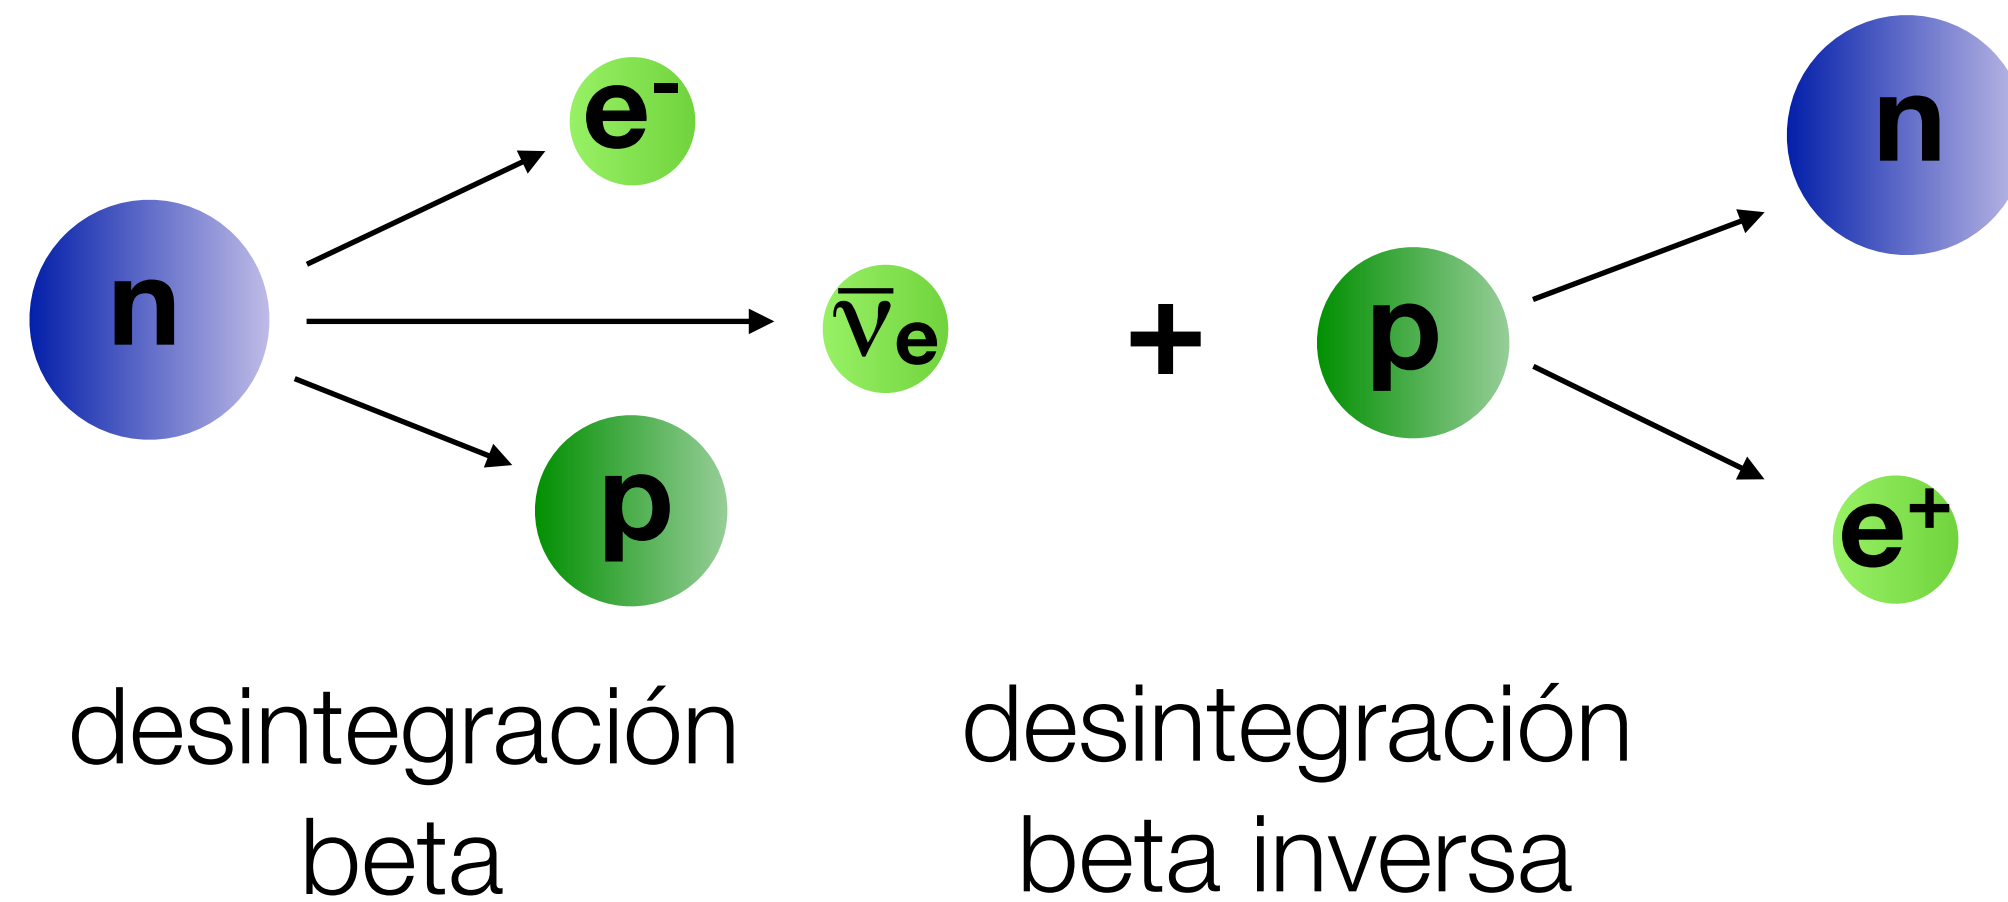 e⁻
n
n
ν̅ₑ + p
p
e⁺
desintegración
beta
desintegración
beta inversa